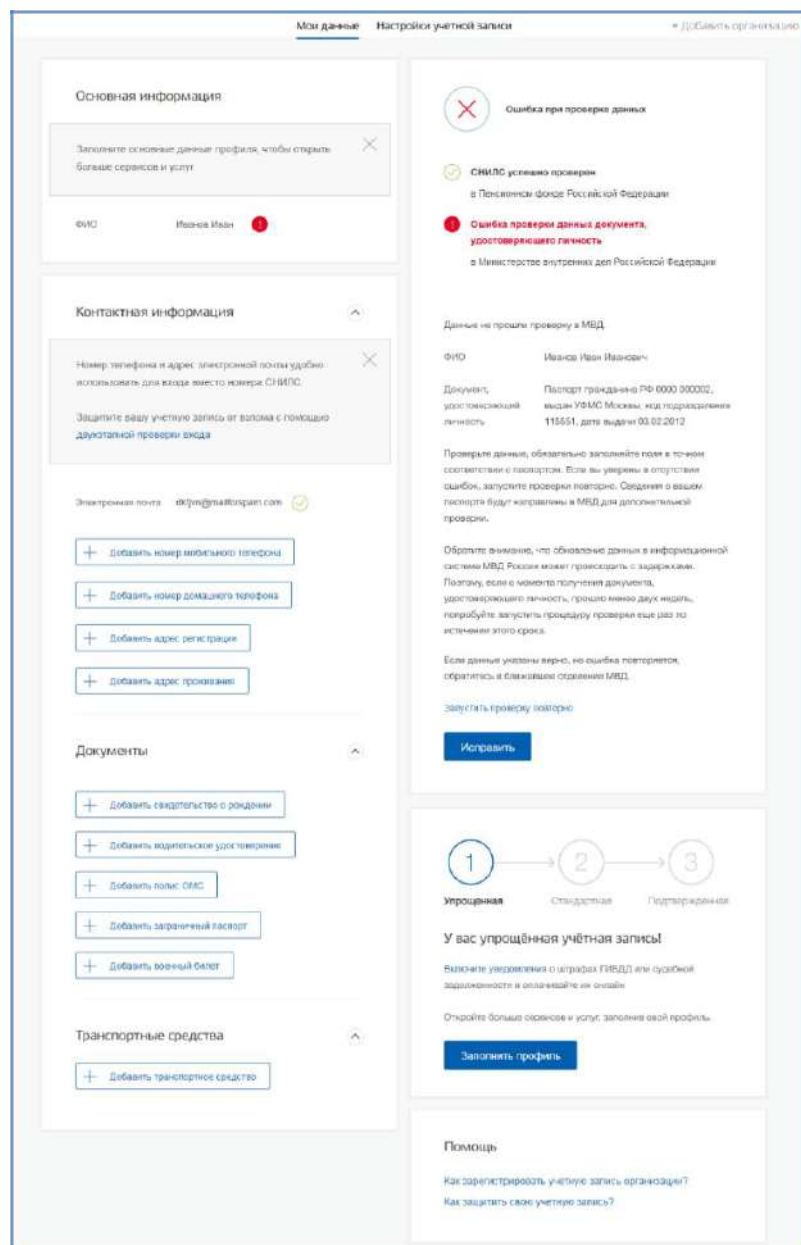 Мои данные
Настройки учетной записи
+ Добавить организацию
Основная информация
Заполните основные данные профиля, чтобы открыть
больше сервисов и услуг
ФИО
Иванов Иван
Контактная информация
Номер телефона и адрес электронной почты удобно
использовать для входа вместо номера СНИЛС
Защитите вашу учетную запись от взлома с помощью
двухэтапной проверки входа
Электронная почта
Добавить номер мобильного телефона
Добавить номер домашнего телефона
Добавить адрес регистрации
Добавить адрес проживания
Документы
Добавить свидетельство о рождении
Добавить водительское удостоверение
Добавить полис ОМС
Добавить заграничный паспорт
Добавить военный билет
Транспортные средства
Добавить транспортное средство
Ошибка при проверке данных
СНИЛС успешно проверен
в Пенсионном фонде Российской Федерации
Ошибка проверки данных документа,
удостоверяющего личность
в Министерстве внутренних дел Российской Федерации
Данные не прошли проверку в МВД.
ФИО
Иванов Иван Иванович
Документ,
удостоверяющий
личность
Паспорт гражданина РФ 0000 000002,
выдан УФМС Москвы, код подразделения
115551, дата выдачи 03.02.2012
Проверьте данные, обязательно заполняйте поля в точном
соответствии с паспортом. Если вы уверены в отсутствии
ошибок, запустите проверки повторно. Сведения о вашем
паспорте будут направлены в МВД для дополнительной
проверки.
Обратите внимание, что обновление данных в информационной
системе МВД России может происходить с задержками.
Поэтому, если с момента получения документа,
удостоверяющего личность, прошло менее двух недель,
попробуйте запустить процедуру проверки еще раз по
истечении этого срока.
Если данные указаны верно, но ошибка повторяется,
обратитесь в ближайшее отделение МВД.
Запустить проверку повторно
Исправить
1
2
3
Упрощенная
Стандартная
Подтвержденная
У вас упрощённая учётная запись!
Включите уведомления о штрафах ГИБДД или судебной
задолженности и оплачивайте их онлайн
Откройте больше сервисов и услуг, заполнив свой профиль.
Заполнить профиль
Помощь
Как зарегистрировать учетную запись организации?
Как защитить свою учетную запись?